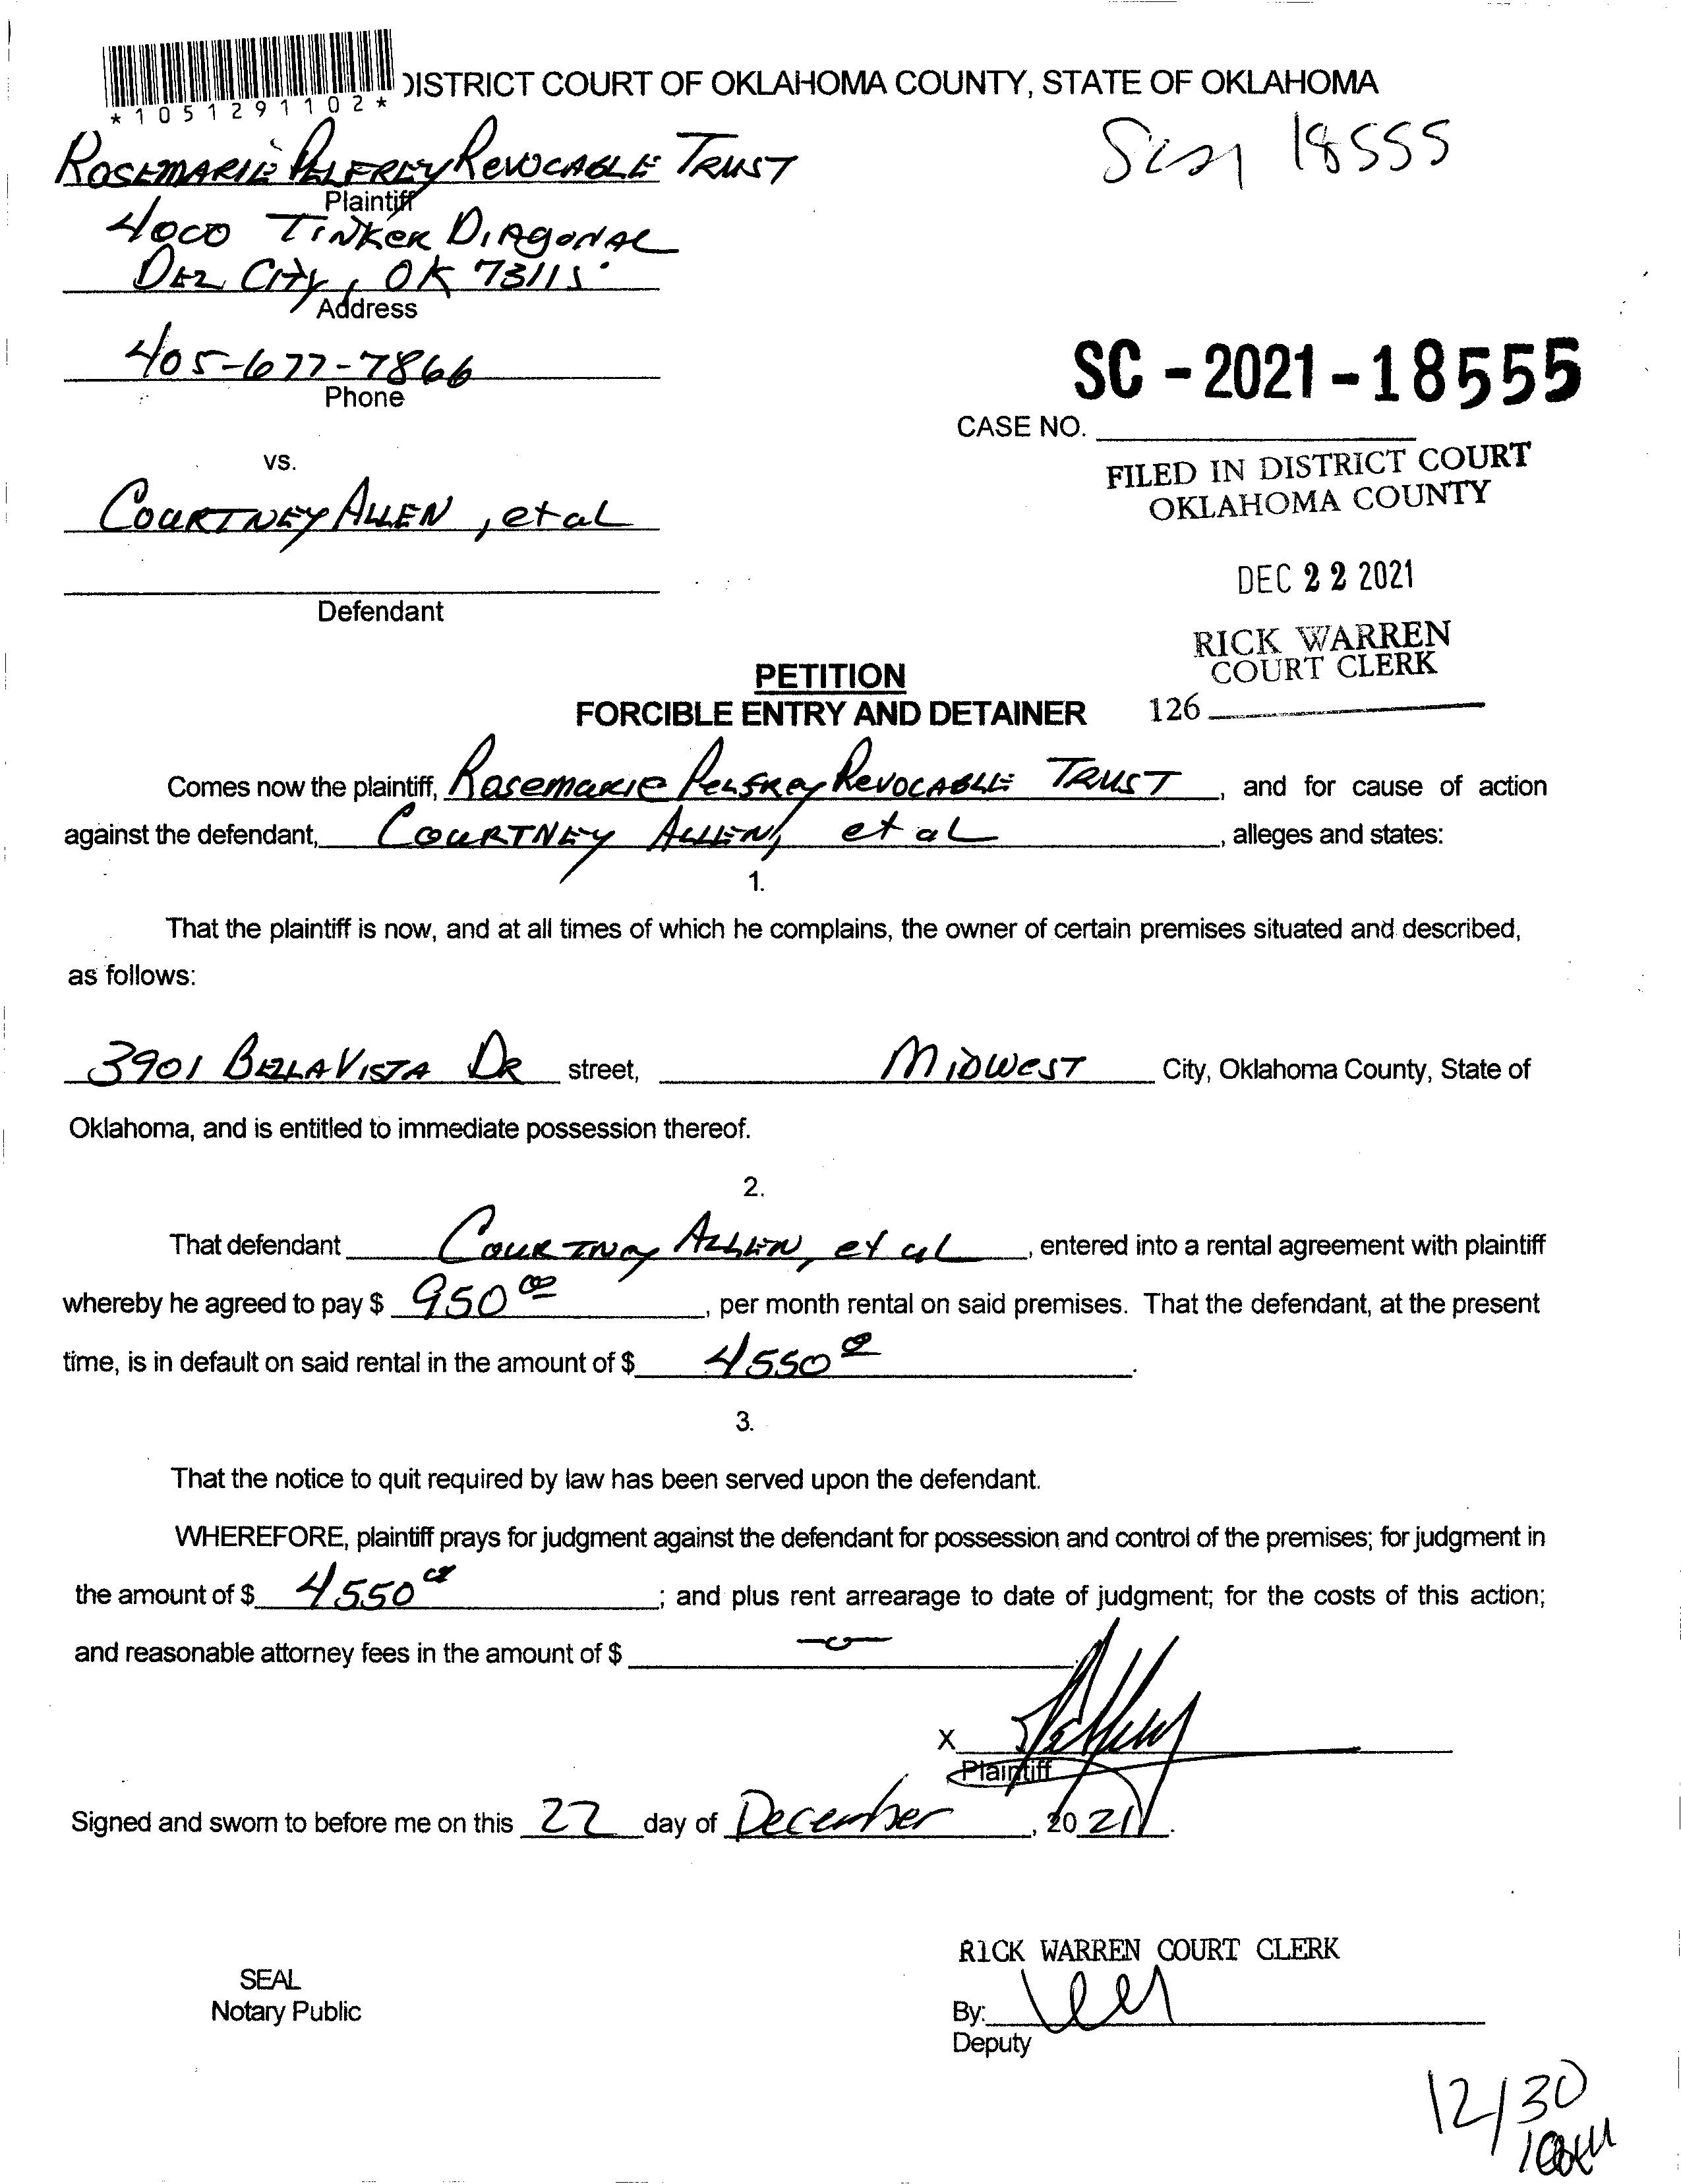 *1051291102*
DISTRICT COURT OF OKLAHOMA COUNTY, STATE OF OKLAHOMA
18555
ROSEMARIE PELFREY REVOCABLE TRUST
Plaintiff
4000 TINKER DIAGONAL
DEL CITY, OK 73115
Address
405-677-7866
Phone
SC-2021-18555
CASE NO.
FILED IN DISTRICT COURT
OKLAHOMA COUNTY
vs.
COURTNEY ALLEN, et al
DEC 22 2021
Defendant
RICK WARREN
COURT CLERK
126
PETITION
FORCIBLE ENTRY AND DETAINER
Comes now the plaintiff, Rosemarie Pelfrey Revocable Trust, and for cause of action
against the defendant, COURTNEY ALLEN, et al, alleges and states:
1.
That the plaintiff is now, and at all times of which he complains, the owner of certain premises situated and described,
as follows:
3901 BELLA VISTA DR street, MIDWEST City, Oklahoma County, State of
Oklahoma, and is entitled to immediate possession thereof.
2.
That defendant COURTNEY ALLEN, et al, entered into a rental agreement with plaintiff
whereby he agreed to pay $ 950 00, per month rental on said premises. That the defendant, at the present
time, is in default on said rental in the amount of $ 4550 00.
3.
That the notice to quit required by law has been served upon the defendant.
WHEREFORE, plaintiff prays for judgment against the defendant for possession and control of the premises; for judgment in
the amount of $ 4550 00; and plus rent arrearage to date of judgment; for the costs of this action;
and reasonable attorney fees in the amount of $ -0-.
X
Plaintiff
Signed and sworn to before me on this 22 day of December, 2021.
RICK WARREN COURT CLERK
SEAL
Notary Public
By:
Deputy
12/30